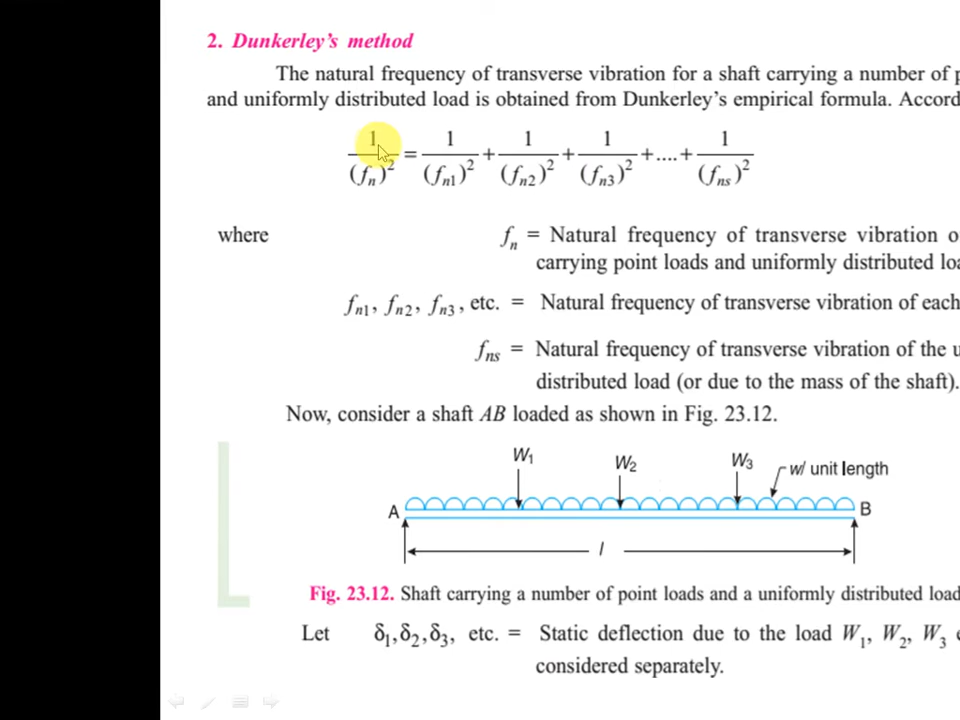 2. Dunkerley's method
The natural frequency of transverse vibration for a shaft carrying a number of p
and uniformly distributed load is obtained from Dunkerley's empirical formula. Accord
1/(fn)² = 1/(fn1)² + 1/(fn2)² + 1/(fn3)² + .... + 1/(fns)²
where fn = Natural frequency of transverse vibration o
carrying point loads and uniformly distributed loa
fn1, fn2, fn3, etc. = Natural frequency of transverse vibration of each
fns = Natural frequency of transverse vibration of the u
distributed load (or due to the mass of the shaft).
Now, consider a shaft AB loaded as shown in Fig. 23.12.
W1 W2 W3 w/ unit length
A B
l
Fig. 23.12. Shaft carrying a number of point loads and a uniformly distributed load
Let δ1, δ2, δ3, etc. = Static deflection due to the load W1, W2, W3 e
considered separately.